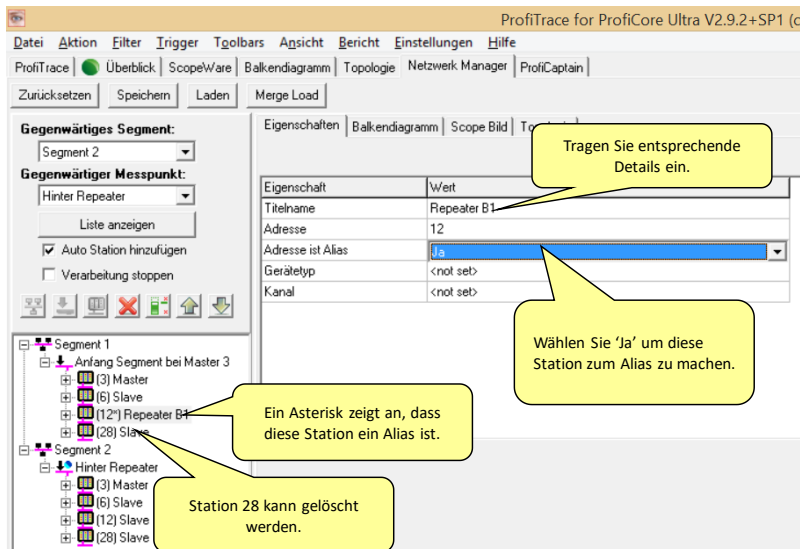 ProfiTrace for ProfiCore Ultra V2.9.2+SP1 (c
Datei Aktion Filter Trigger Toolbars Ansicht Bericht Einstellungen Hilfe
ProfiTrace Überblick ScopeWare Balkendiagramm Topologie Netzwerk Manager ProfiCaptain
Zurücksetzen Speichern Laden Merge Load
Gegenwärtiges Segment:
Segment 2
Gegenwärtiger Messpunkt:
Hinter Repeater
Liste anzeigen
Auto Station hinzufügen
Verarbeitung stoppen
Eigenschaften Balkendiagramm Scope Bild
Tragen Sie entsprechende
Details ein.
Eigenschaft Wert
Titelname Repeater B1
Adresse 12
Adresse ist Alias Ja
Gerätetyp <not set>
Kanal <not set>
Wählen Sie 'Ja' um diese
Station zum Alias zu machen.
Segment 1
Anfang Segment bei Master 3
(3) Master
(6) Slave
(12*) Repeater B1
(28) Slave
Segment 2
Hinter Repeater
(3) Master
(6) Slave
(12) Slave
(28) Slave
Ein Asterisk zeigt an, dass
diese Station ein Alias ist.
Station 28 kann gelöscht
werden.